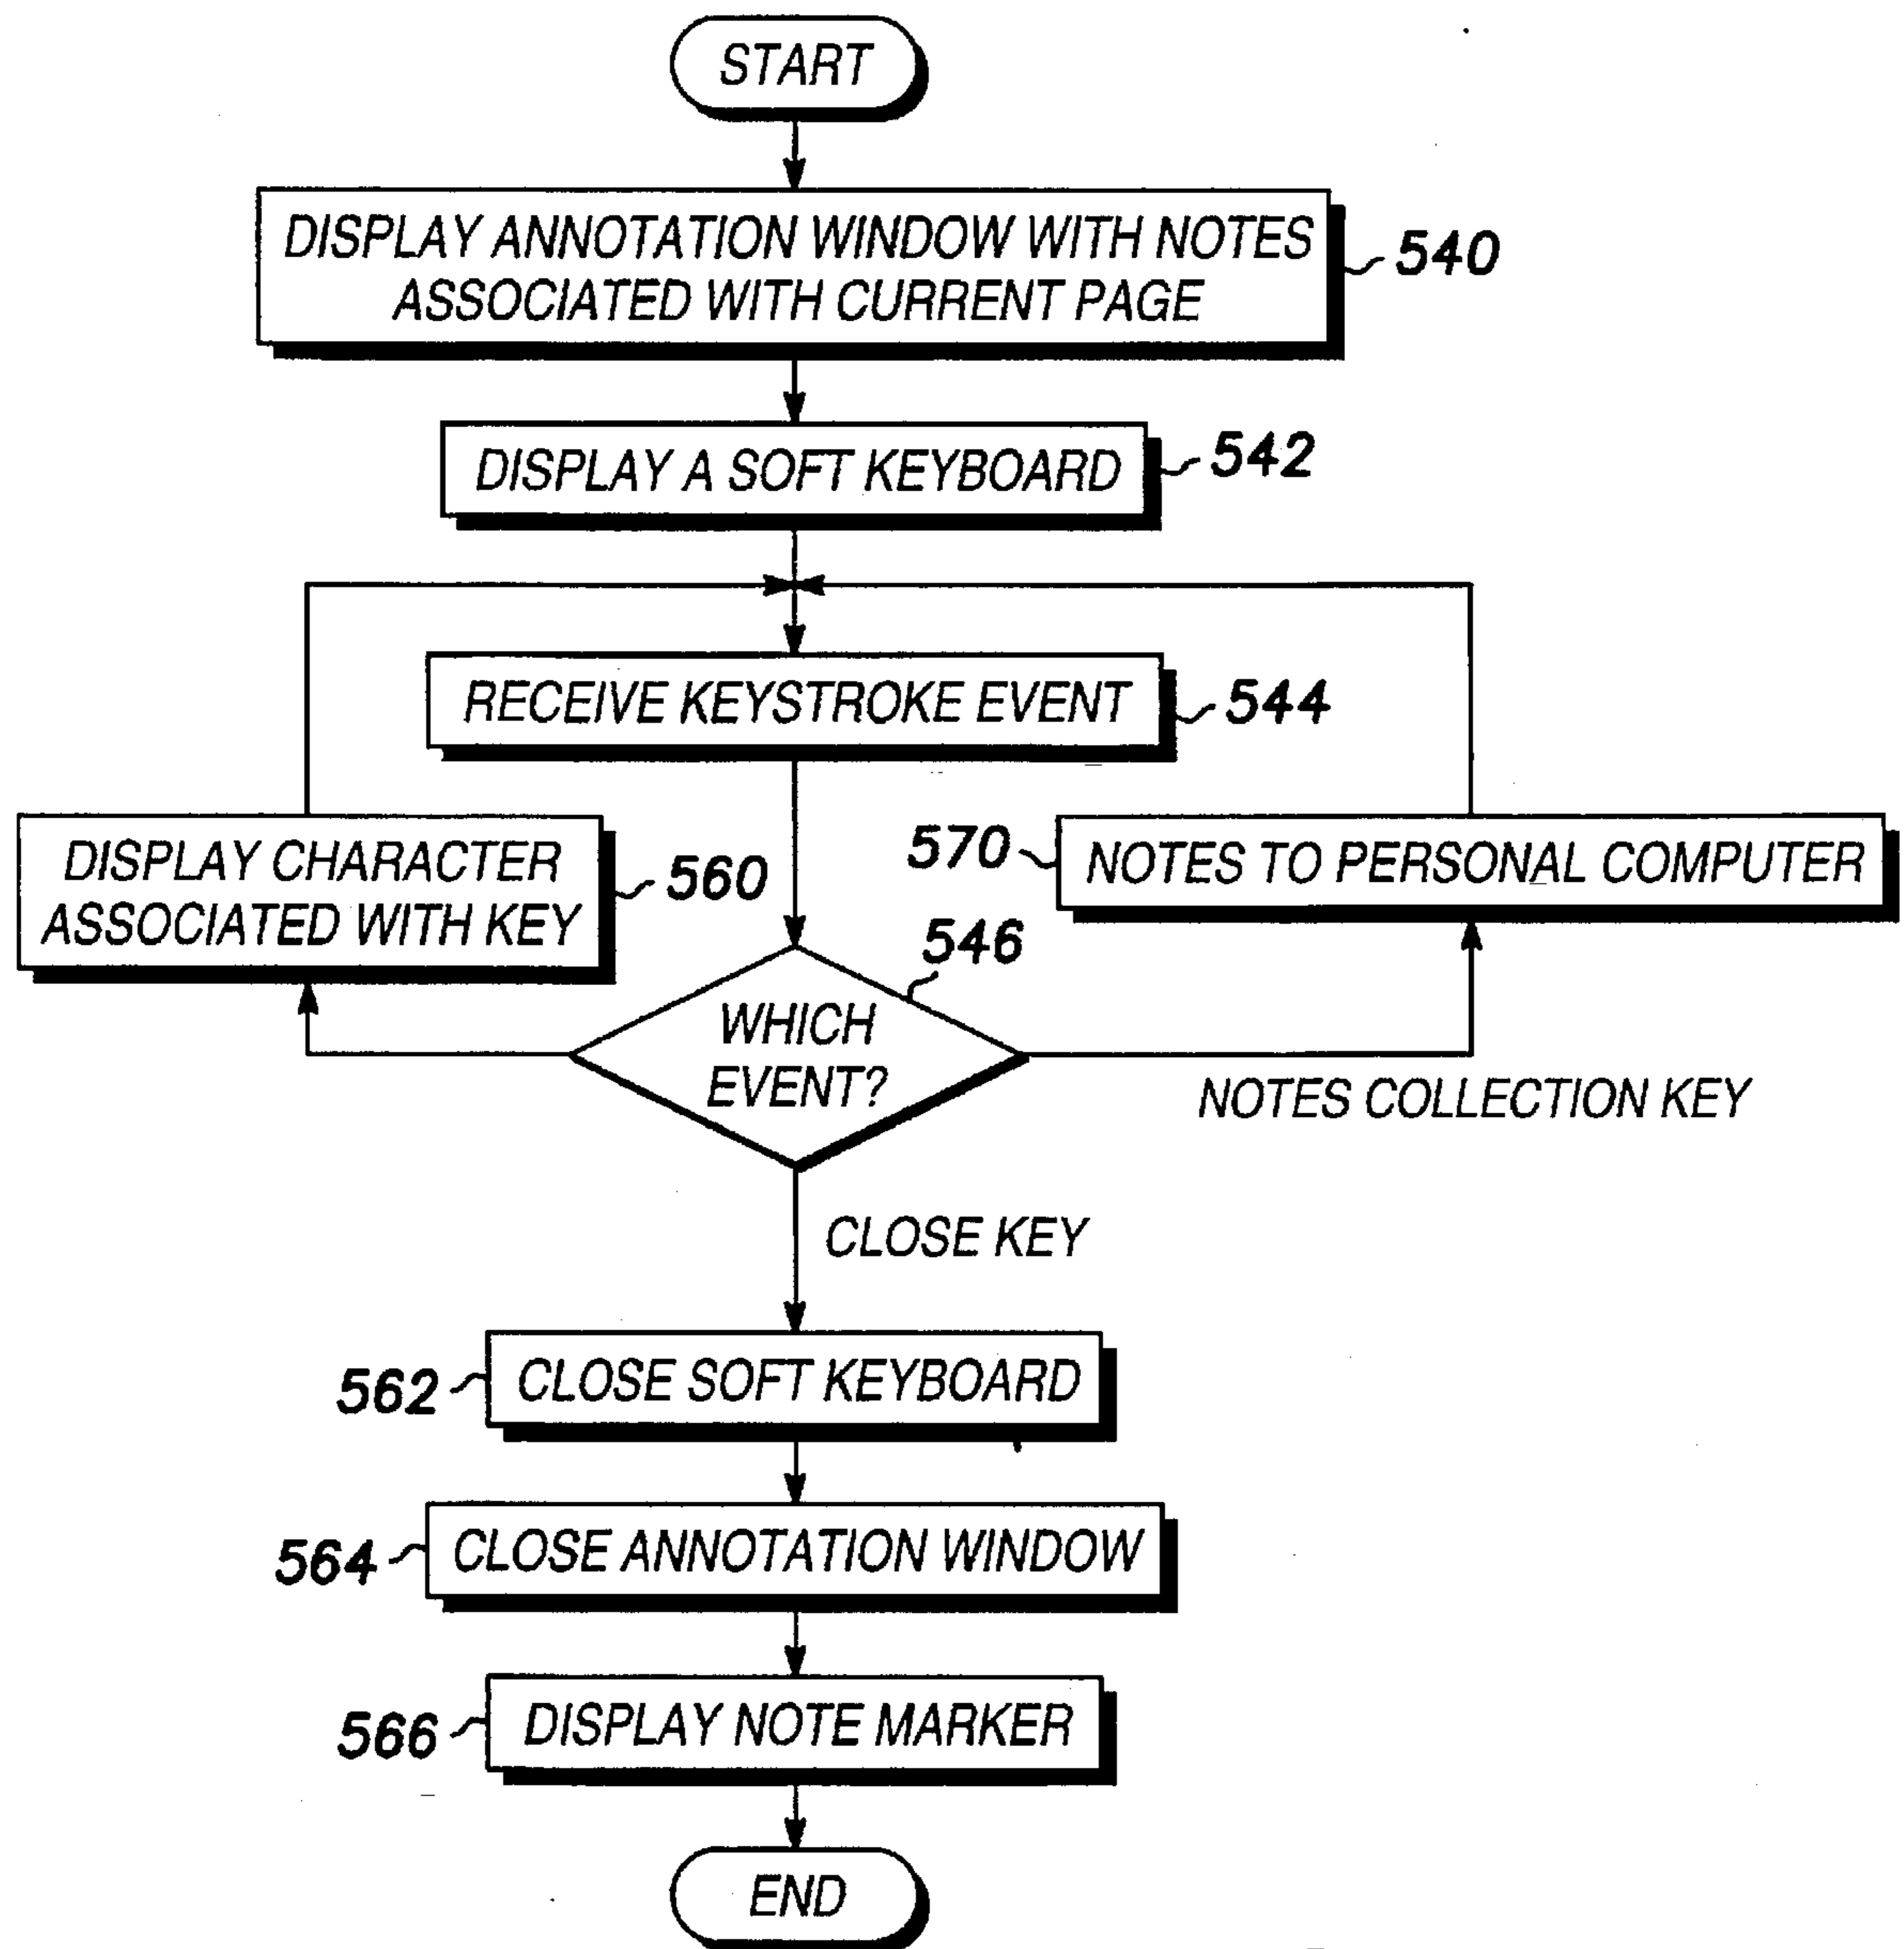 START
DISPLAY ANNOTATION WINDOW WITH NOTES
ASSOCIATED WITH CURRENT PAGE
540
DISPLAY A SOFT KEYBOARD
542
RECEIVE KEYSTROKE EVENT
544
DISPLAY CHARACTER
ASSOCIATED WITH KEY
560
570
NOTES TO PERSONAL COMPUTER
546
WHICH
EVENT?
NOTES COLLECTION KEY
CLOSE KEY
562
CLOSE SOFT KEYBOARD
564
CLOSE ANNOTATION WINDOW
566
DISPLAY NOTE MARKER
END